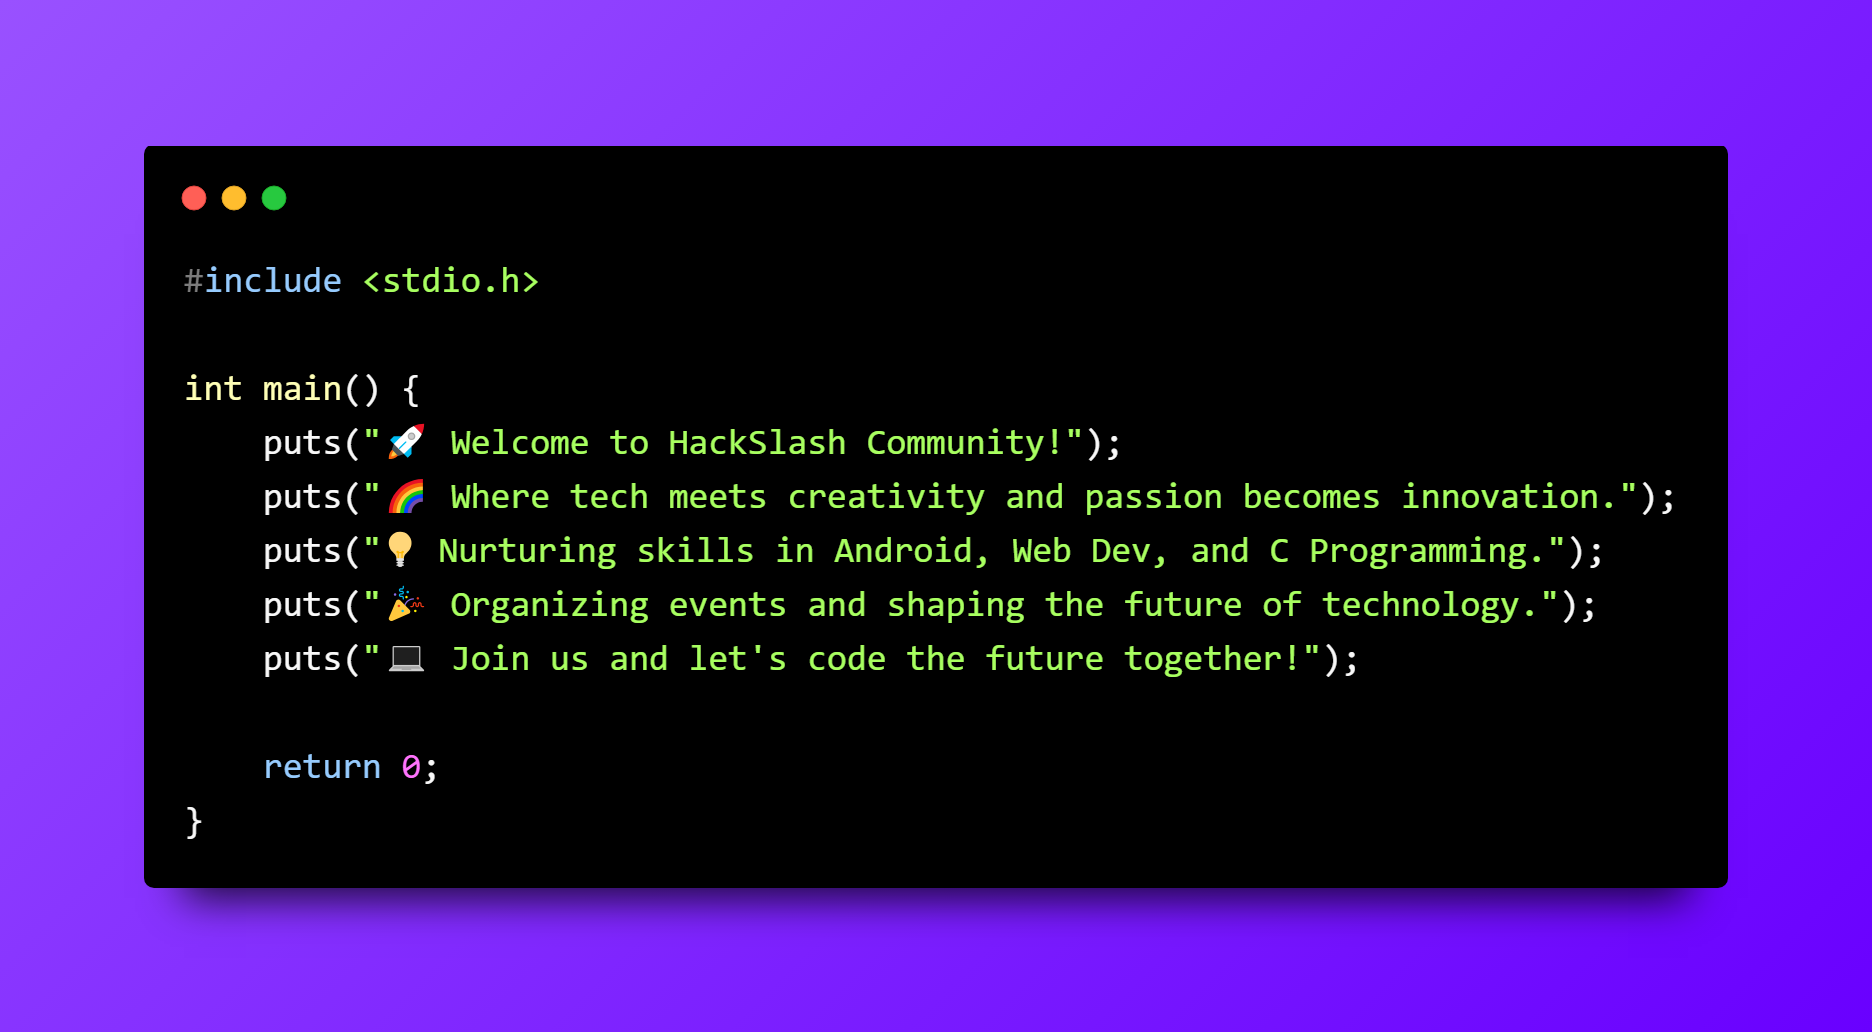 #include <stdio.h>
int main() {
    puts("🚀 Welcome to HackSlash Community!");
    puts("🌈 Where tech meets creativity and passion becomes innovation.");
    puts("💡 Nurturing skills in Android, Web Dev, and C Programming.");
    puts("🎉 Organizing events and shaping the future of technology.");
    puts("💻 Join us and let's code the future together!");
    return 0;
}